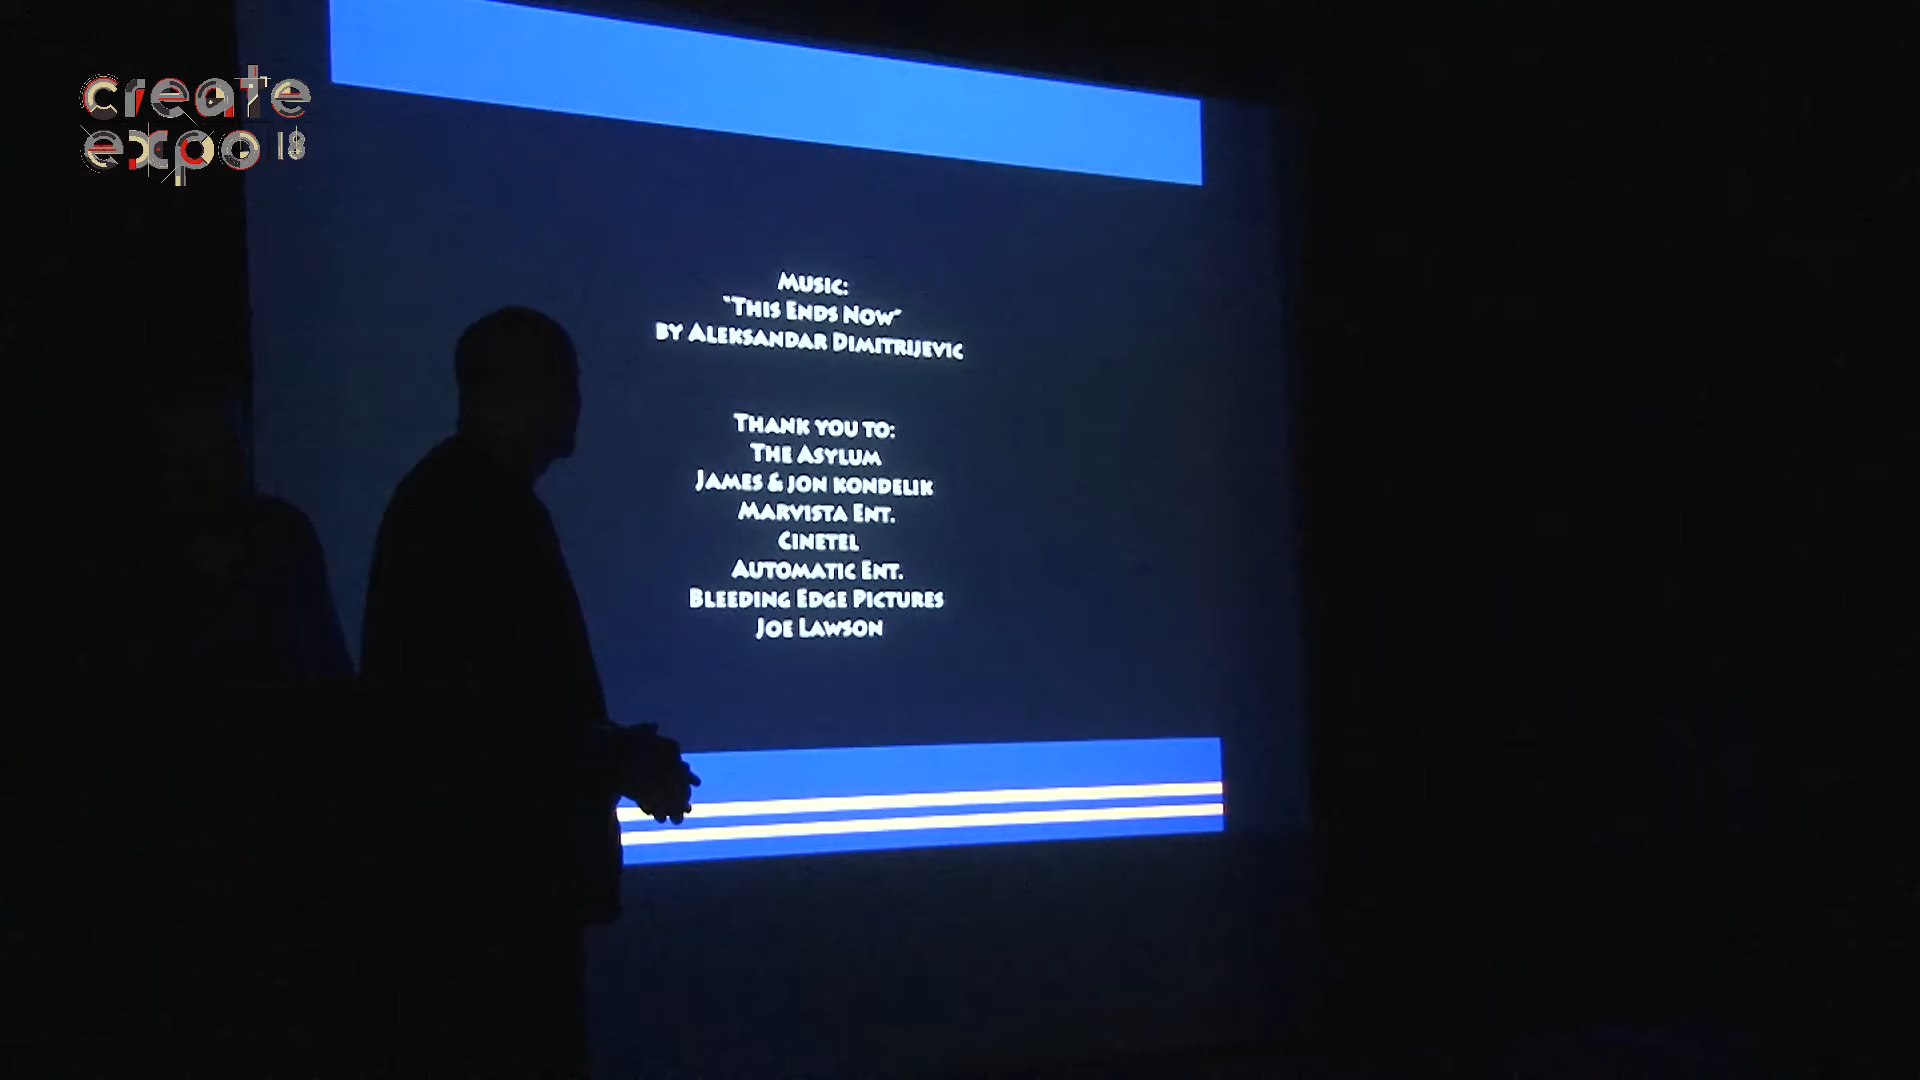 create
expo 18
Music:
"This Ends Now"
by Aleksandar Dimitrijevic
Thank you to:
The Asylum
James & Jon Kondelik
Marvista Ent.
Cinetel
Automatic Ent.
Bleeding Edge Pictures
Joe Lawson